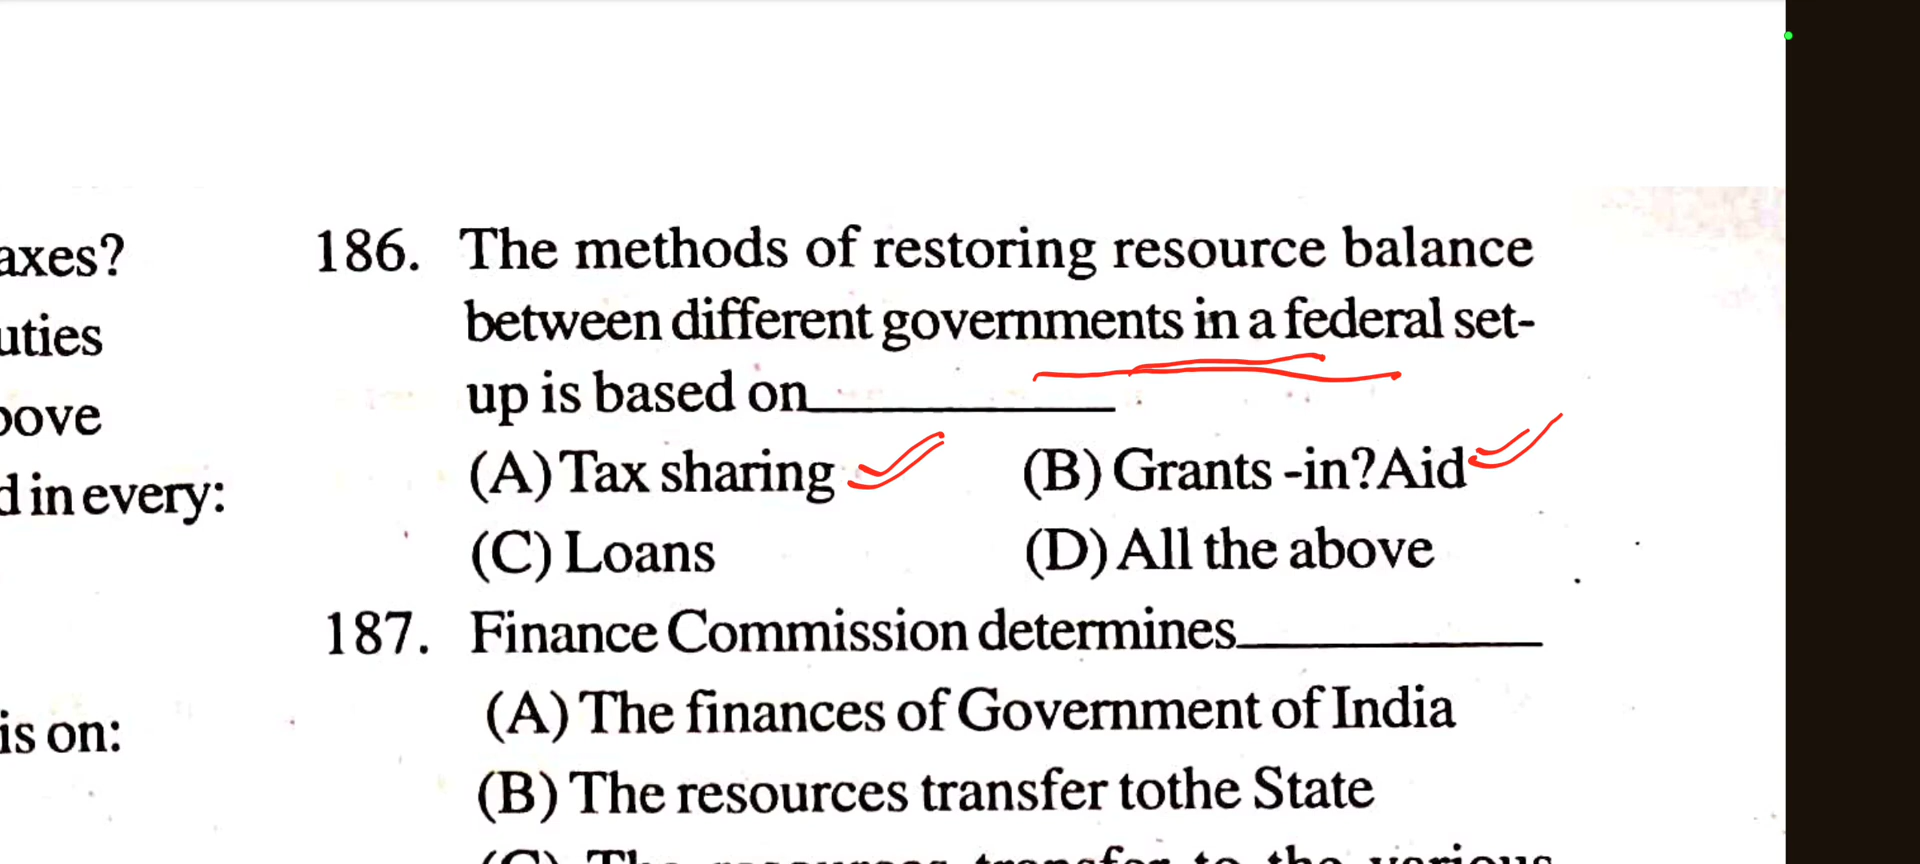 axes?
uties
ove
d in every:
is on:
186. The methods of restoring resource balance
between different governments in a federal set-
up is based on__________
(A) Tax sharing (B) Grants -in?Aid
(C) Loans (D) All the above
187. Finance Commission determines__________
(A) The finances of Government of India
(B) The resources transfer tothe State